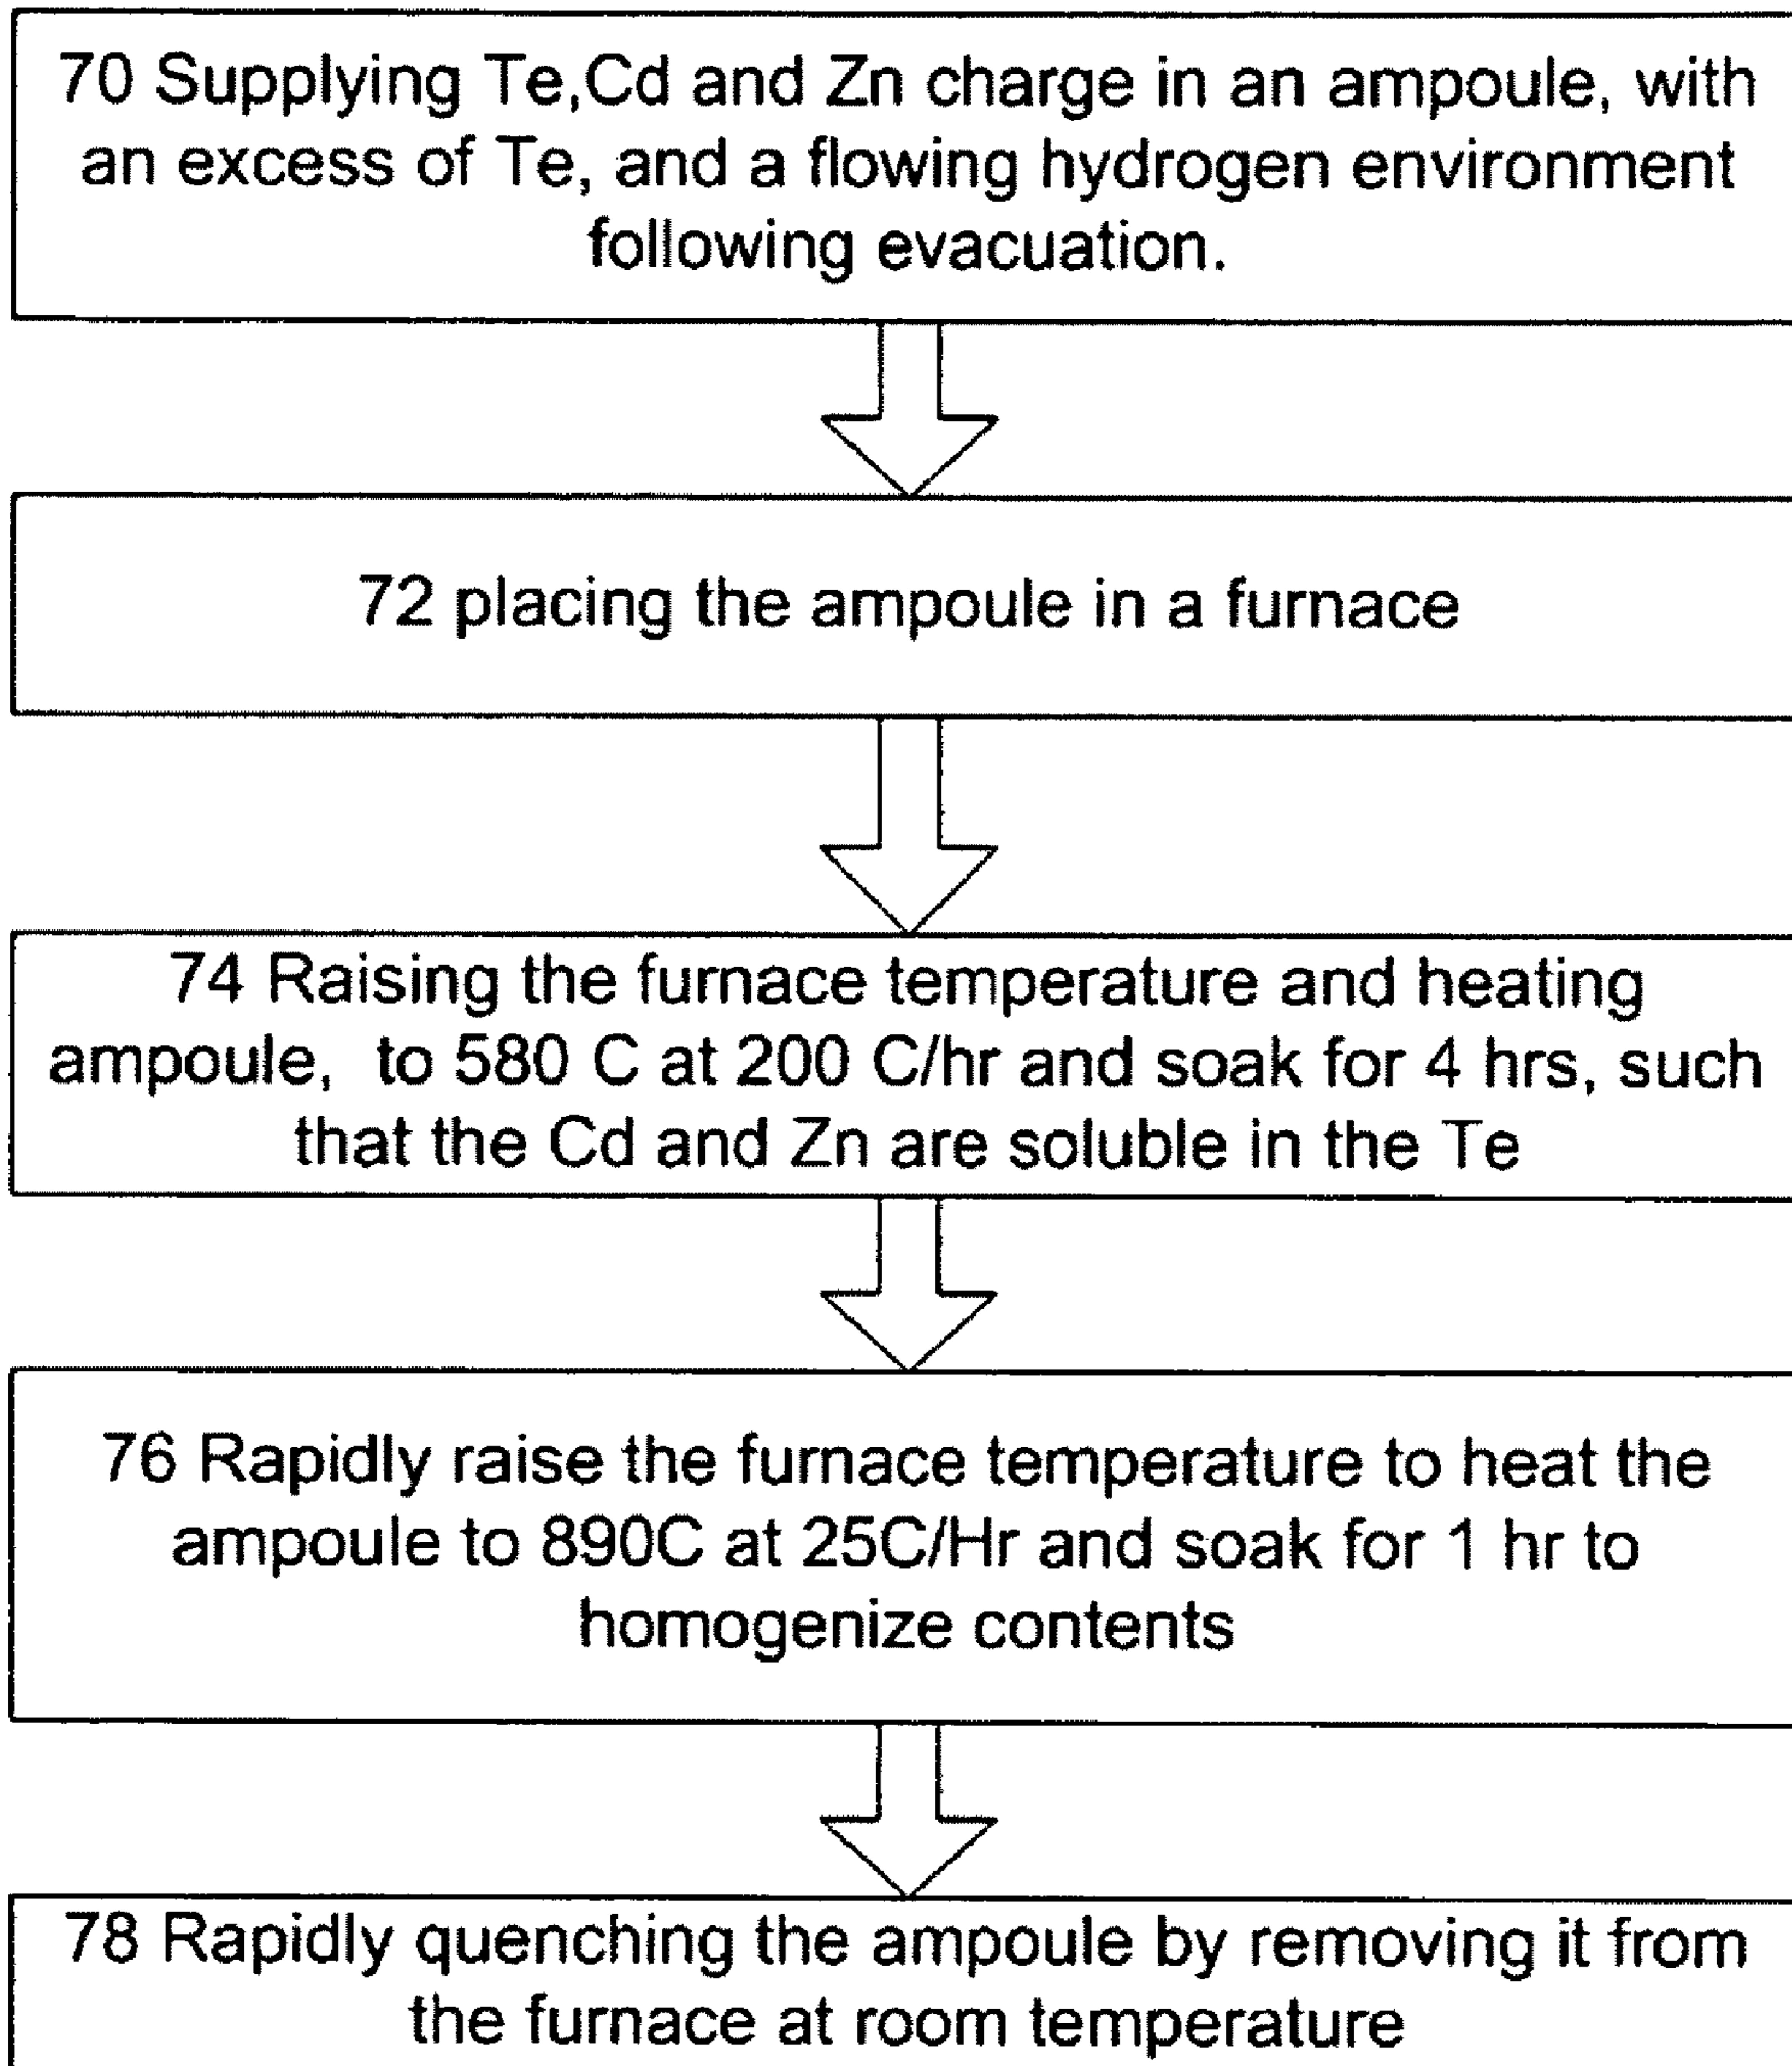 70 Supplying Te,Cd and Zn charge in an ampoule, with
an excess of Te, and a flowing hydrogen environment
following evacuation.
72 placing the ampoule in a furnace
74 Raising the furnace temperature and heating
ampoule, to 580 C at 200 C/hr and soak for 4 hrs, such
that the Cd and Zn are soluble in the Te
76 Rapidly raise the furnace temperature to heat the
ampoule to 890C at 25C/Hr and soak for 1 hr to
homogenize contents
78 Rapidly quenching the ampoule by removing it from
the furnace at room temperature